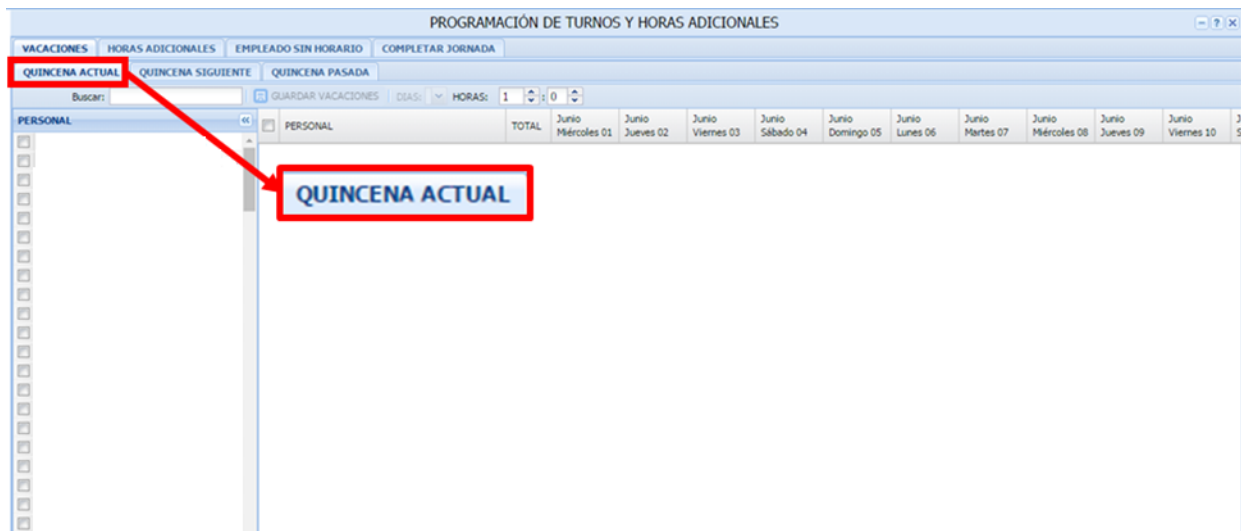 PROGRAMACIÓN DE TURNOS Y HORAS ADICIONALES
VACACIONES HORAS ADICIONALES EMPLEADO SIN HORARIO COMPLETAR JORNADA
QUINCENA ACTUAL QUINCENA SIGUIENTE QUINCENA PASADA
Buscar: GUARDAR VACACIONES DIAS: HORAS: 1 : 0
PERSONAL PERSONAL TOTAL Junio Miércoles 01 Junio Jueves 02 Junio Viernes 03 Junio Sábado 04 Junio Domingo 05 Junio Lunes 06 Junio Martes 07 Junio Miércoles 08 Junio Jueves 09 Junio Viernes 10
QUINCENA ACTUAL